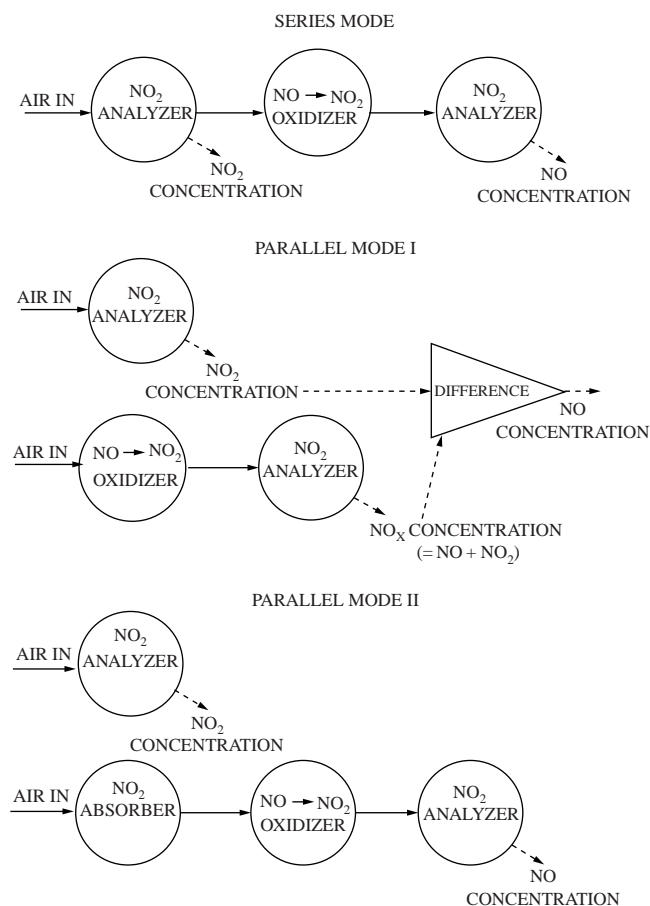 SERIES MODE
AIR IN
NO₂
ANALYZER
NO₂
CONCENTRATION
NO → NO₂
OXIDIZER
NO₂
ANALYZER
NO
CONCENTRATION
PARALLEL MODE I
AIR IN
NO₂
ANALYZER
NO₂
CONCENTRATION
DIFFERENCE
NO
CONCENTRATION
AIR IN
NO → NO₂
OXIDIZER
NO₂
ANALYZER
NOₓ CONCENTRATION
(= NO + NO₂)
PARALLEL MODE II
AIR IN
NO₂
ANALYZER
NO₂
CONCENTRATION
AIR IN
NO₂
ABSORBER
NO → NO₂
OXIDIZER
NO₂
ANALYZER
NO
CONCENTRATION